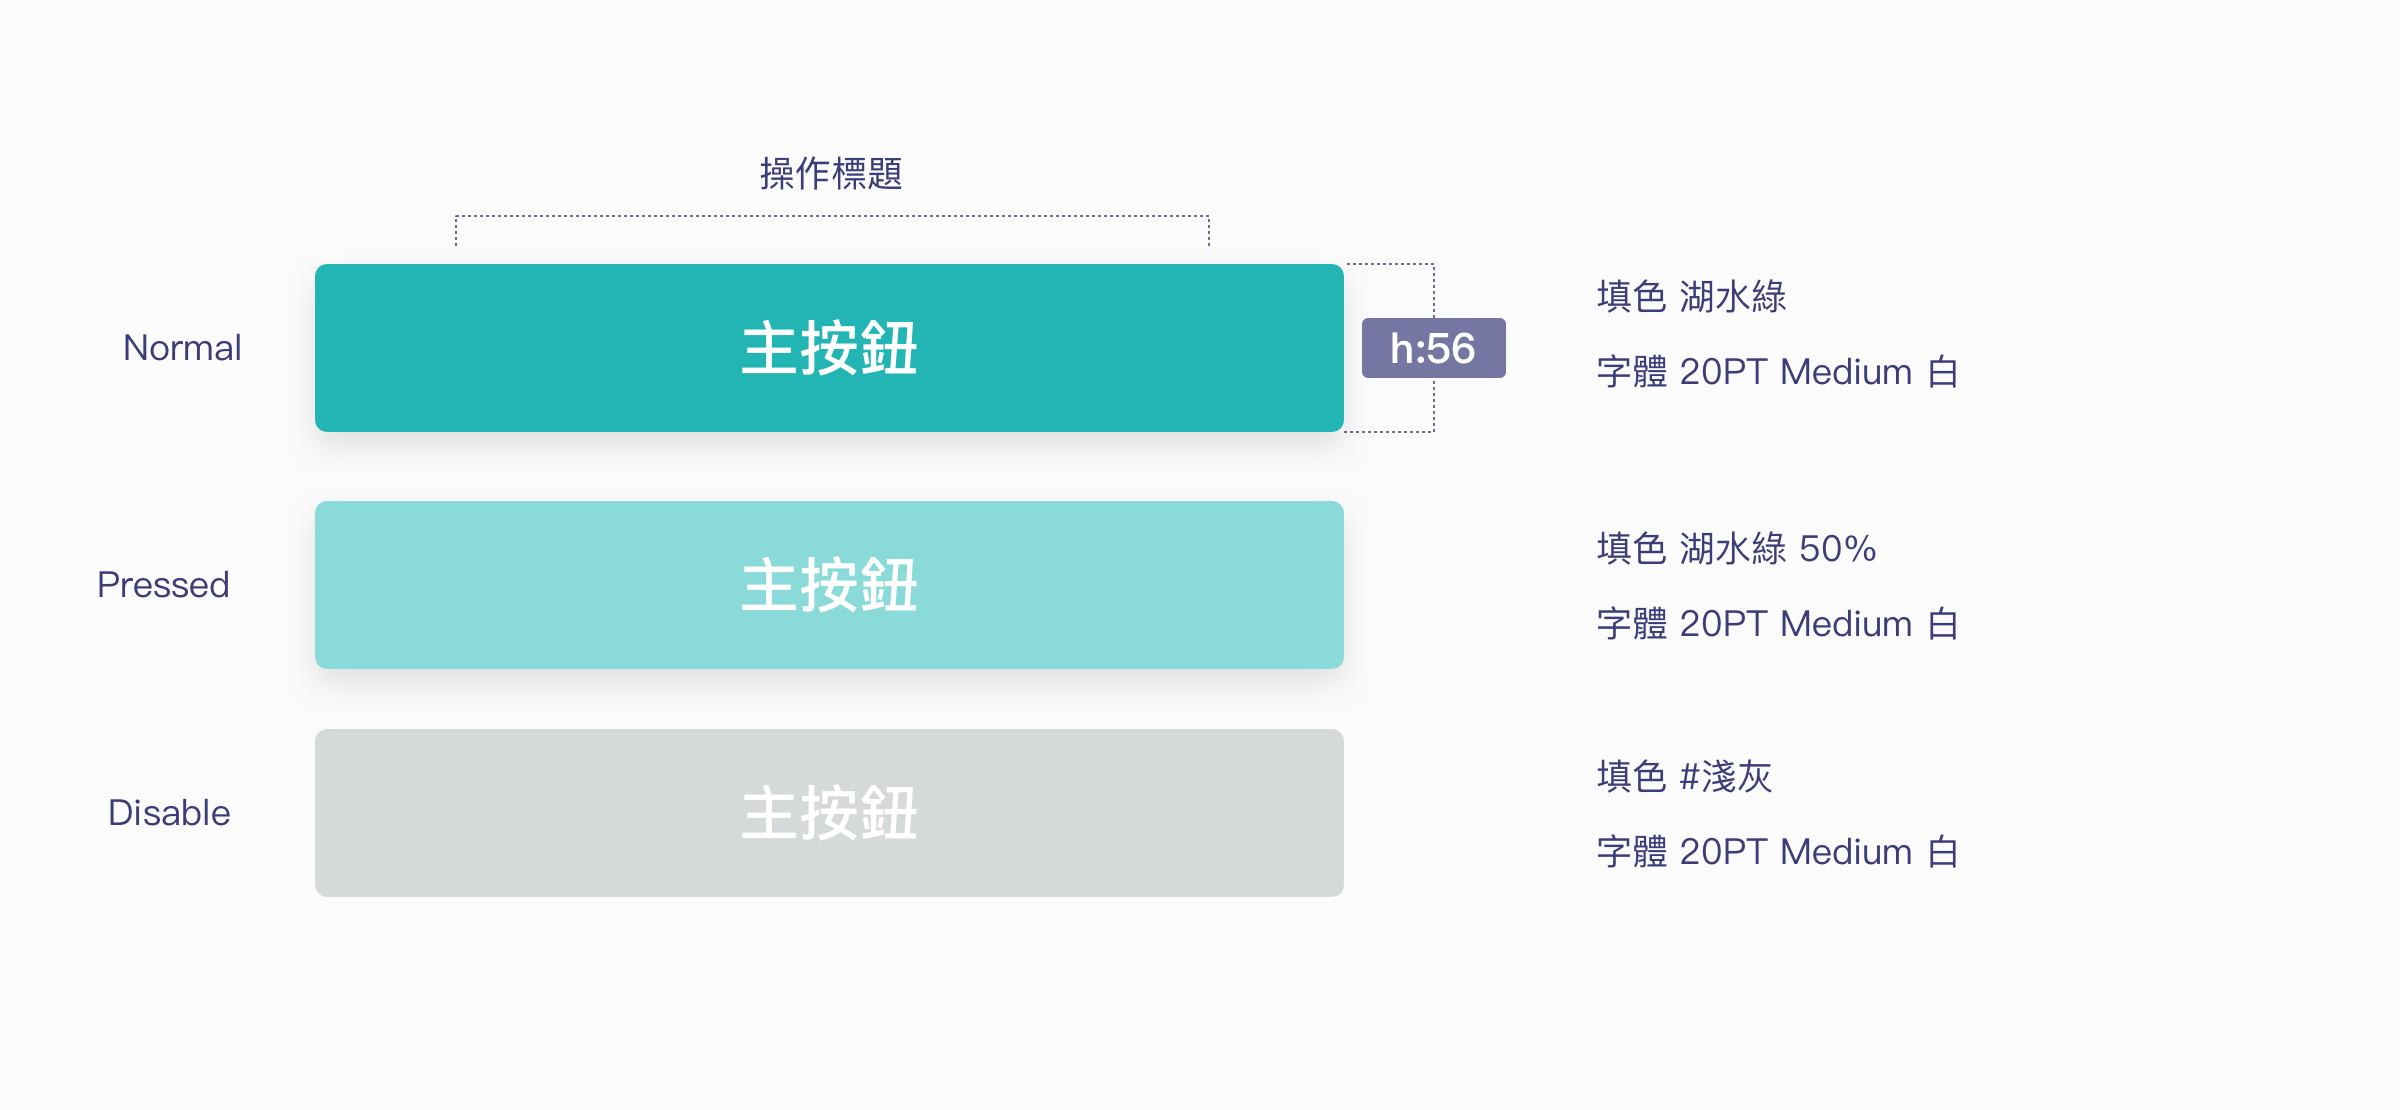 操作標題
Normal
主按鈕
h:56
填色 湖水綠
字體 20PT Medium 白
Pressed
主按鈕
填色 湖水綠 50%
字體 20PT Medium 白
Disable
主按鈕
填色 #淺灰
字體 20PT Medium 白